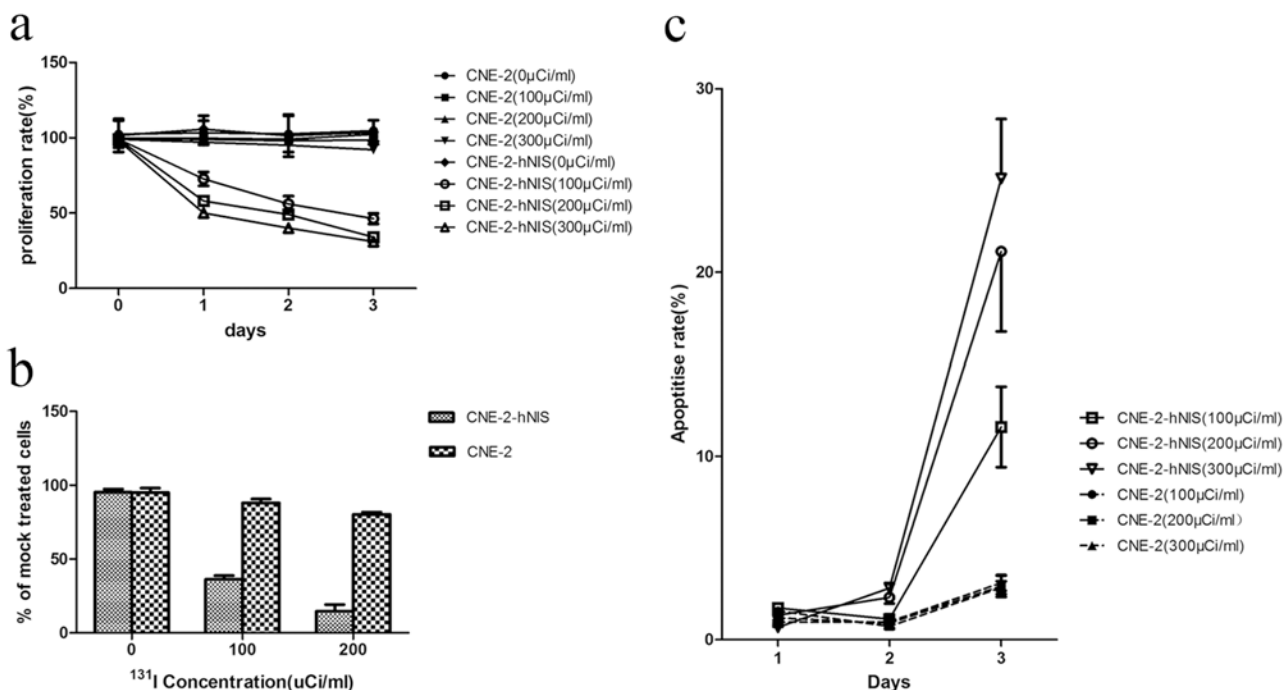 a
proliferation rate(%)
150
100
50
0
0 1 2 3
days
CNE-2(0μCi/ml)
CNE-2(100μCi/ml)
CNE-2(200μCi/ml)
CNE-2(300μCi/ml)
CNE-2-hNIS(0μCi/ml)
CNE-2-hNIS(100μCi/ml)
CNE-2-hNIS(200μCi/ml)
CNE-2-hNIS(300μCi/ml)
b
% of mock treated cells
150
100
50
0
0 100 200
¹³¹I Concentration(uCi/ml)
CNE-2-hNIS
CNE-2
c
Apoptitise rate(%)
30
20
10
0
1 2 3
Days
CNE-2-hNIS(100μCi/ml)
CNE-2-hNIS(200μCi/ml)
CNE-2-hNIS(300μCi/ml)
CNE-2(100μCi/ml)
CNE-2(200μCi/ml）
CNE-2(300μCi/ml)